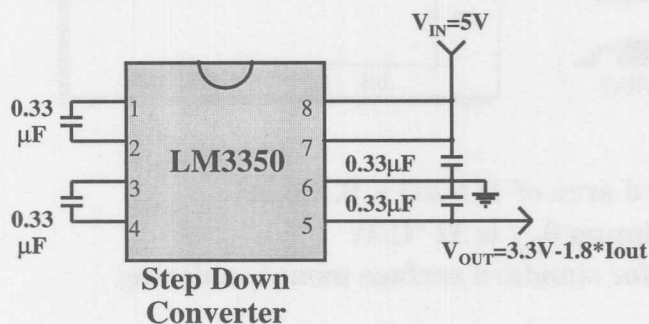 V_IN=5V
0.33
μF
1
8
2
7
LM3350
0.33μF
3
6
0.33μF
0.33
μF
4
5
V_OUT=3.3V-1.8*Iout
Step Down
Converter